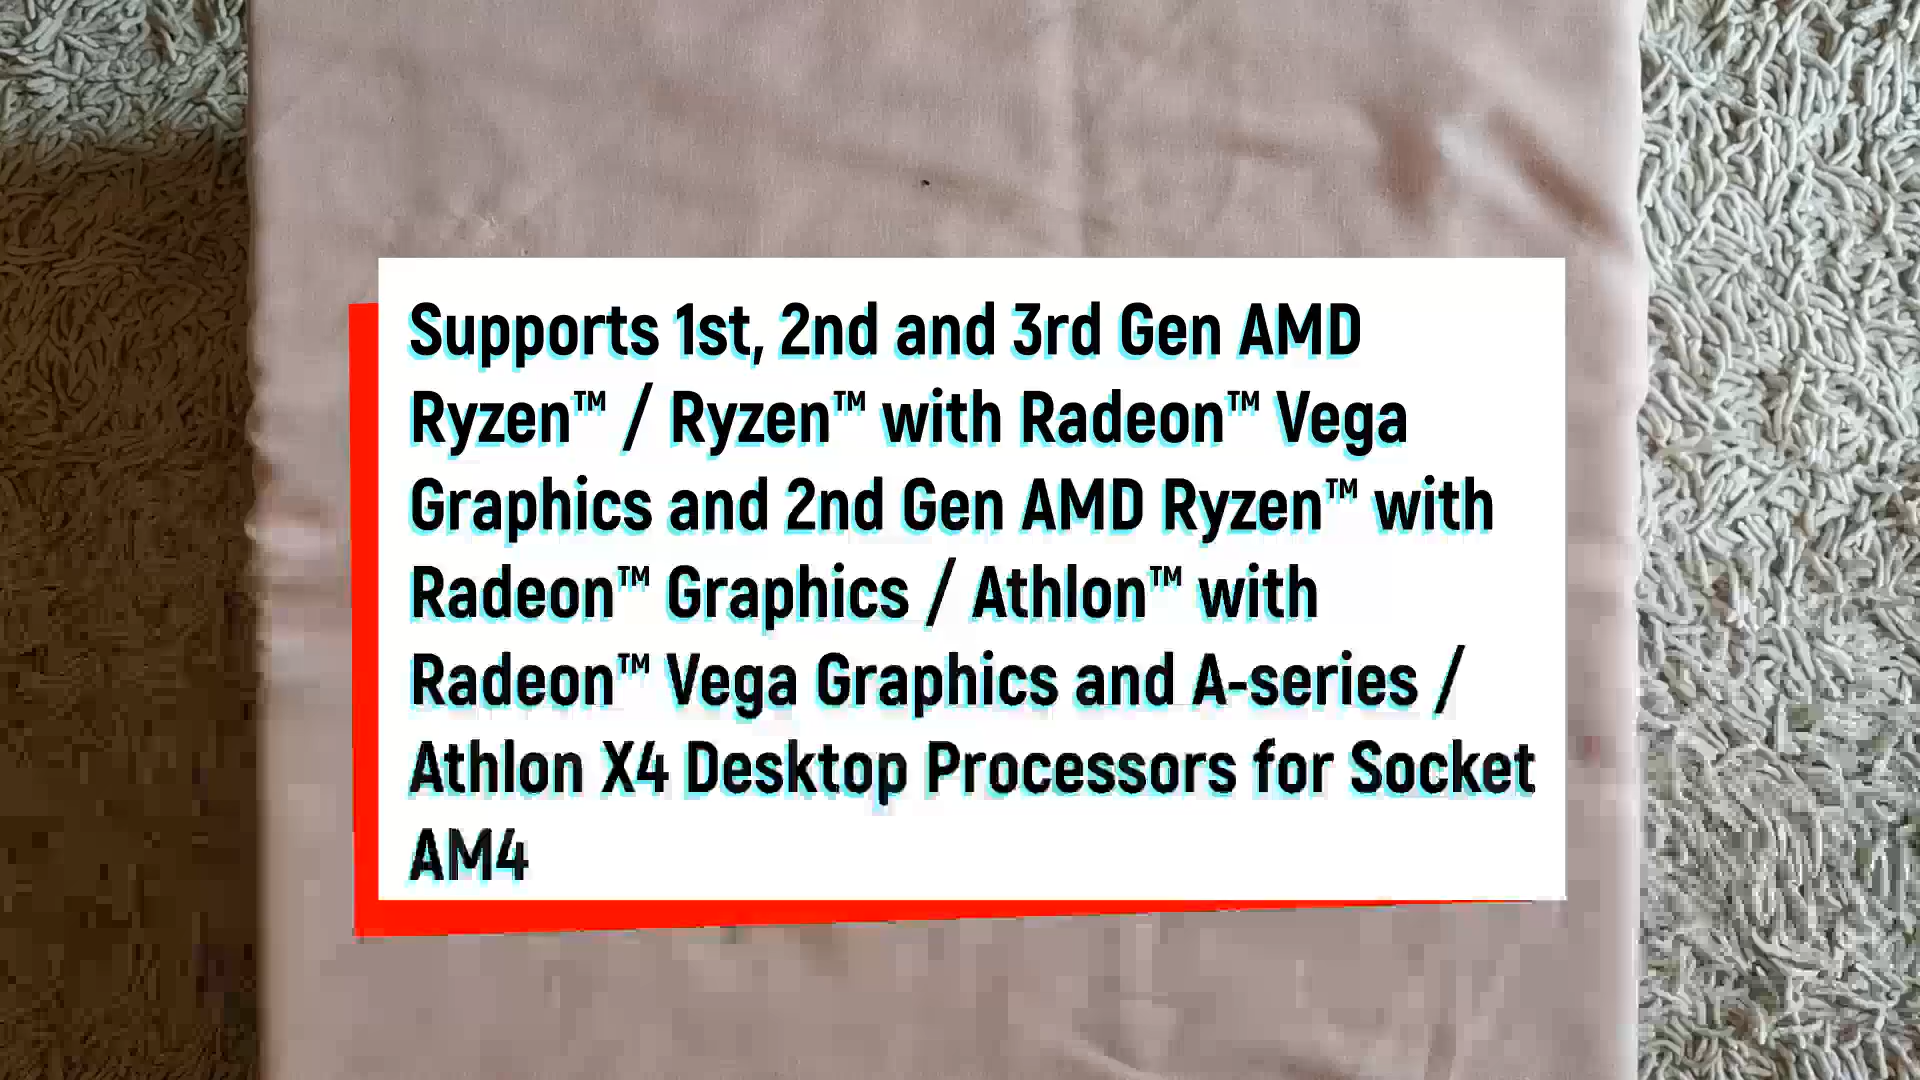 Supports 1st, 2nd and 3rd Gen AMD
Ryzen™ / Ryzen™ with Radeon™ Vega
Graphics and 2nd Gen AMD Ryzen™ with
Radeon™ Graphics / Athlon™ with
Radeon™ Vega Graphics and A-series /
Athlon X4 Desktop Processors for Socket
AM4